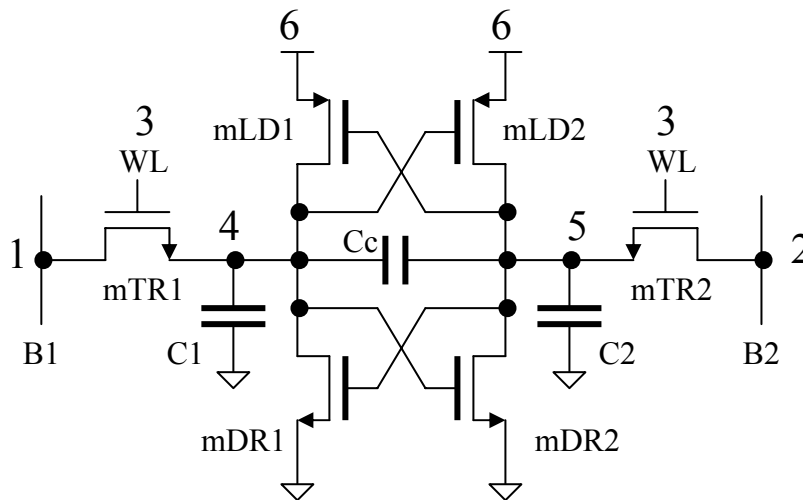 6 6
mLD1 mLD2
3 3
WL WL
1 4 Cc 5 2
mTR1 mTR2
B1 C1 C2 B2
mDR1 mDR2